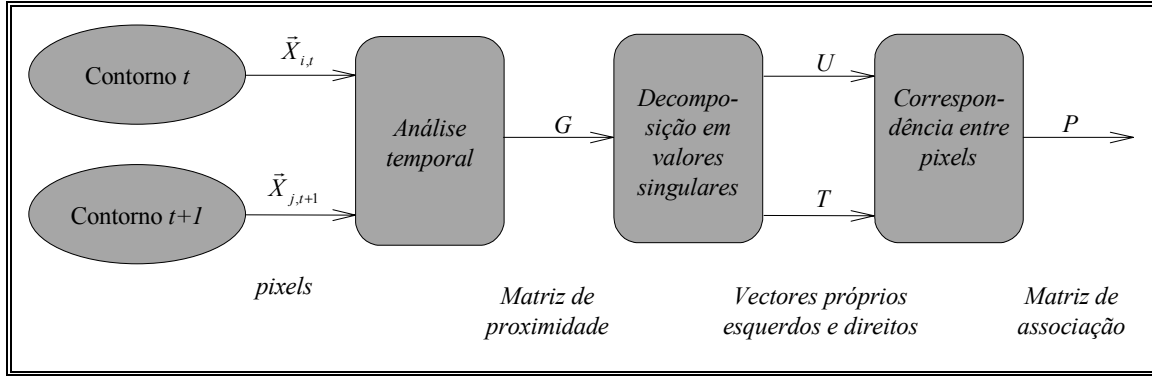 Contorno t
Contorno t+1
X⃗i,t
X⃗j,t+1
pixels
Análise
temporal
G
Matriz de
proximidade
Decompo-
sição em
valores
singulares
U
T
Vectores próprios
esquerdos e direitos
Correspon-
dência entre
pixels
P
Matriz de
associação